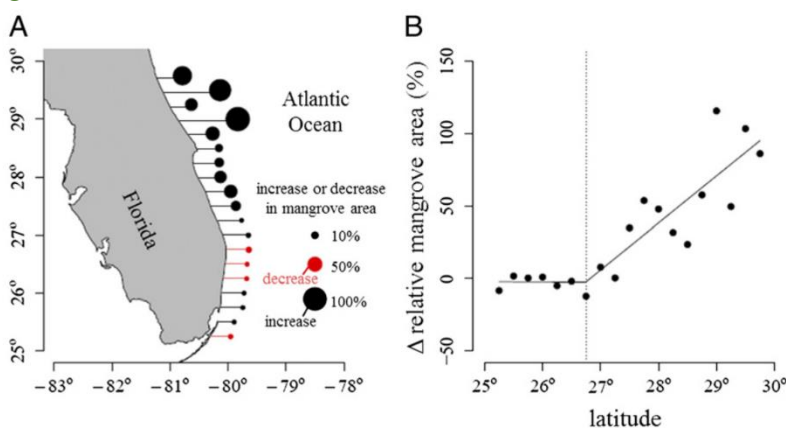 A
30°
29°
28°
27°
26°
25°
−83°
−82°
−81°
−80°
−79°
−78°
Florida
Atlantic
Ocean
increase or decrease
in mangrove area
10%
50%
decrease
100%
increase
B
Δ relative mangrove area (%)
150
100
50
0
−50
25°
26°
27°
28°
29°
30°
latitude